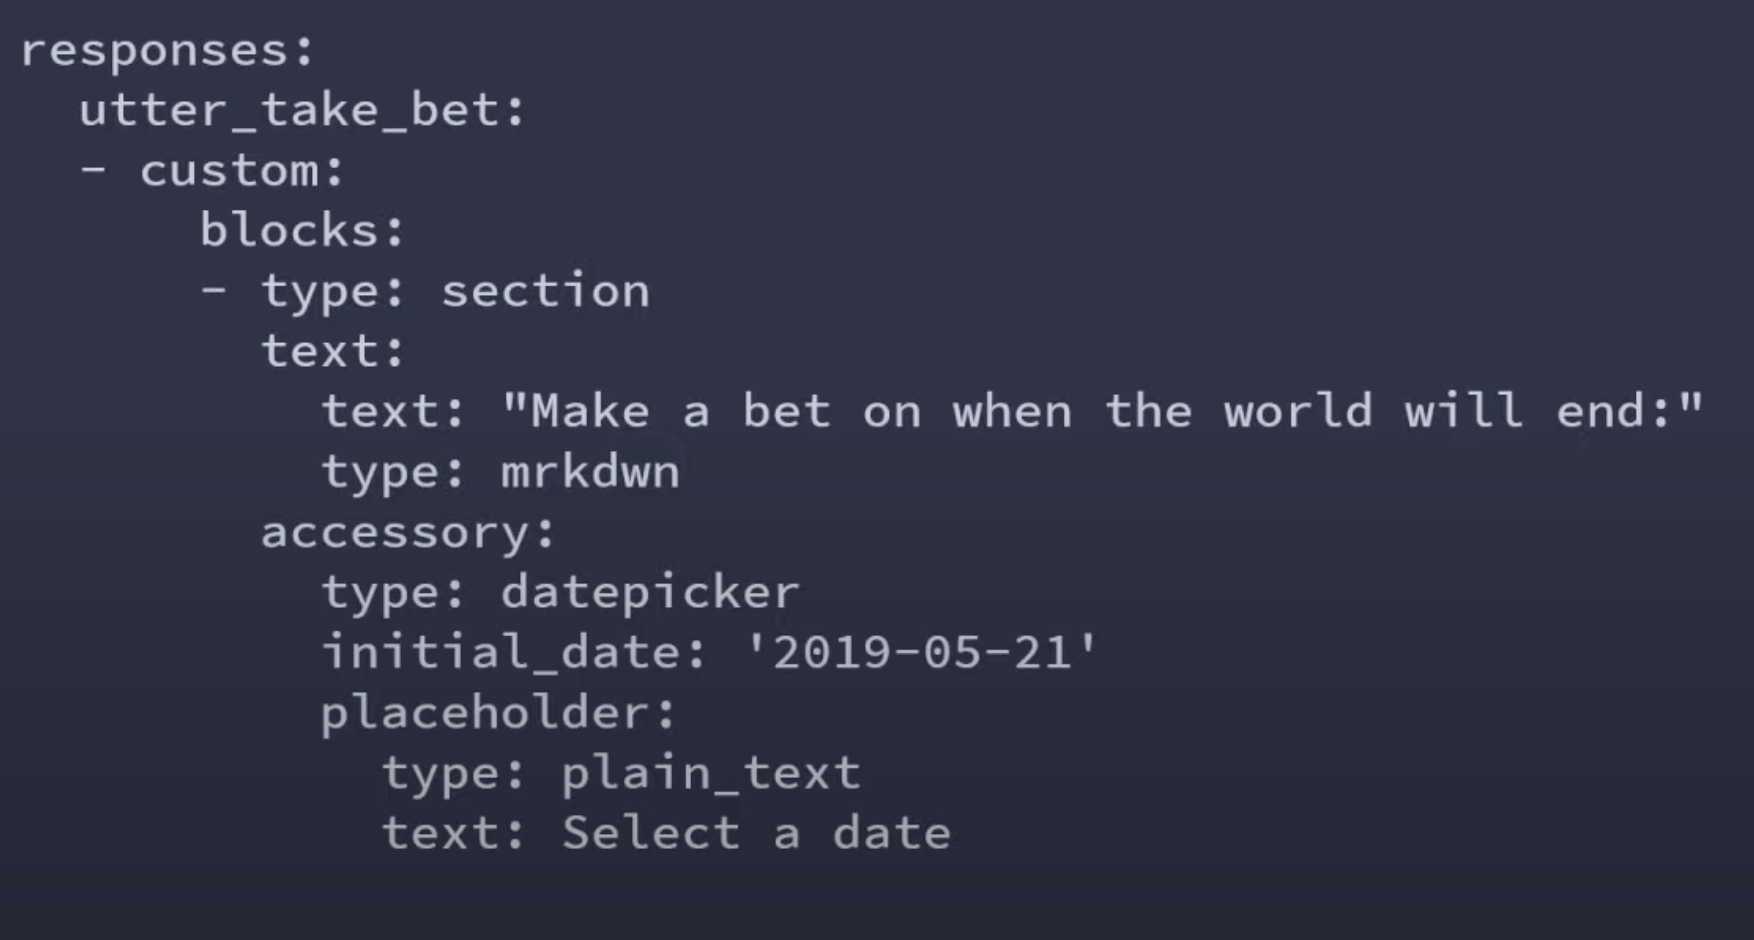 responses:
  utter_take_bet:
  - custom:
      blocks:
      - type: section
        text:
          text: "Make a bet on when the world will end:"
          type: mrkdwn
        accessory:
          type: datepicker
          initial_date: '2019-05-21'
          placeholder:
            type: plain_text
            text: Select a date